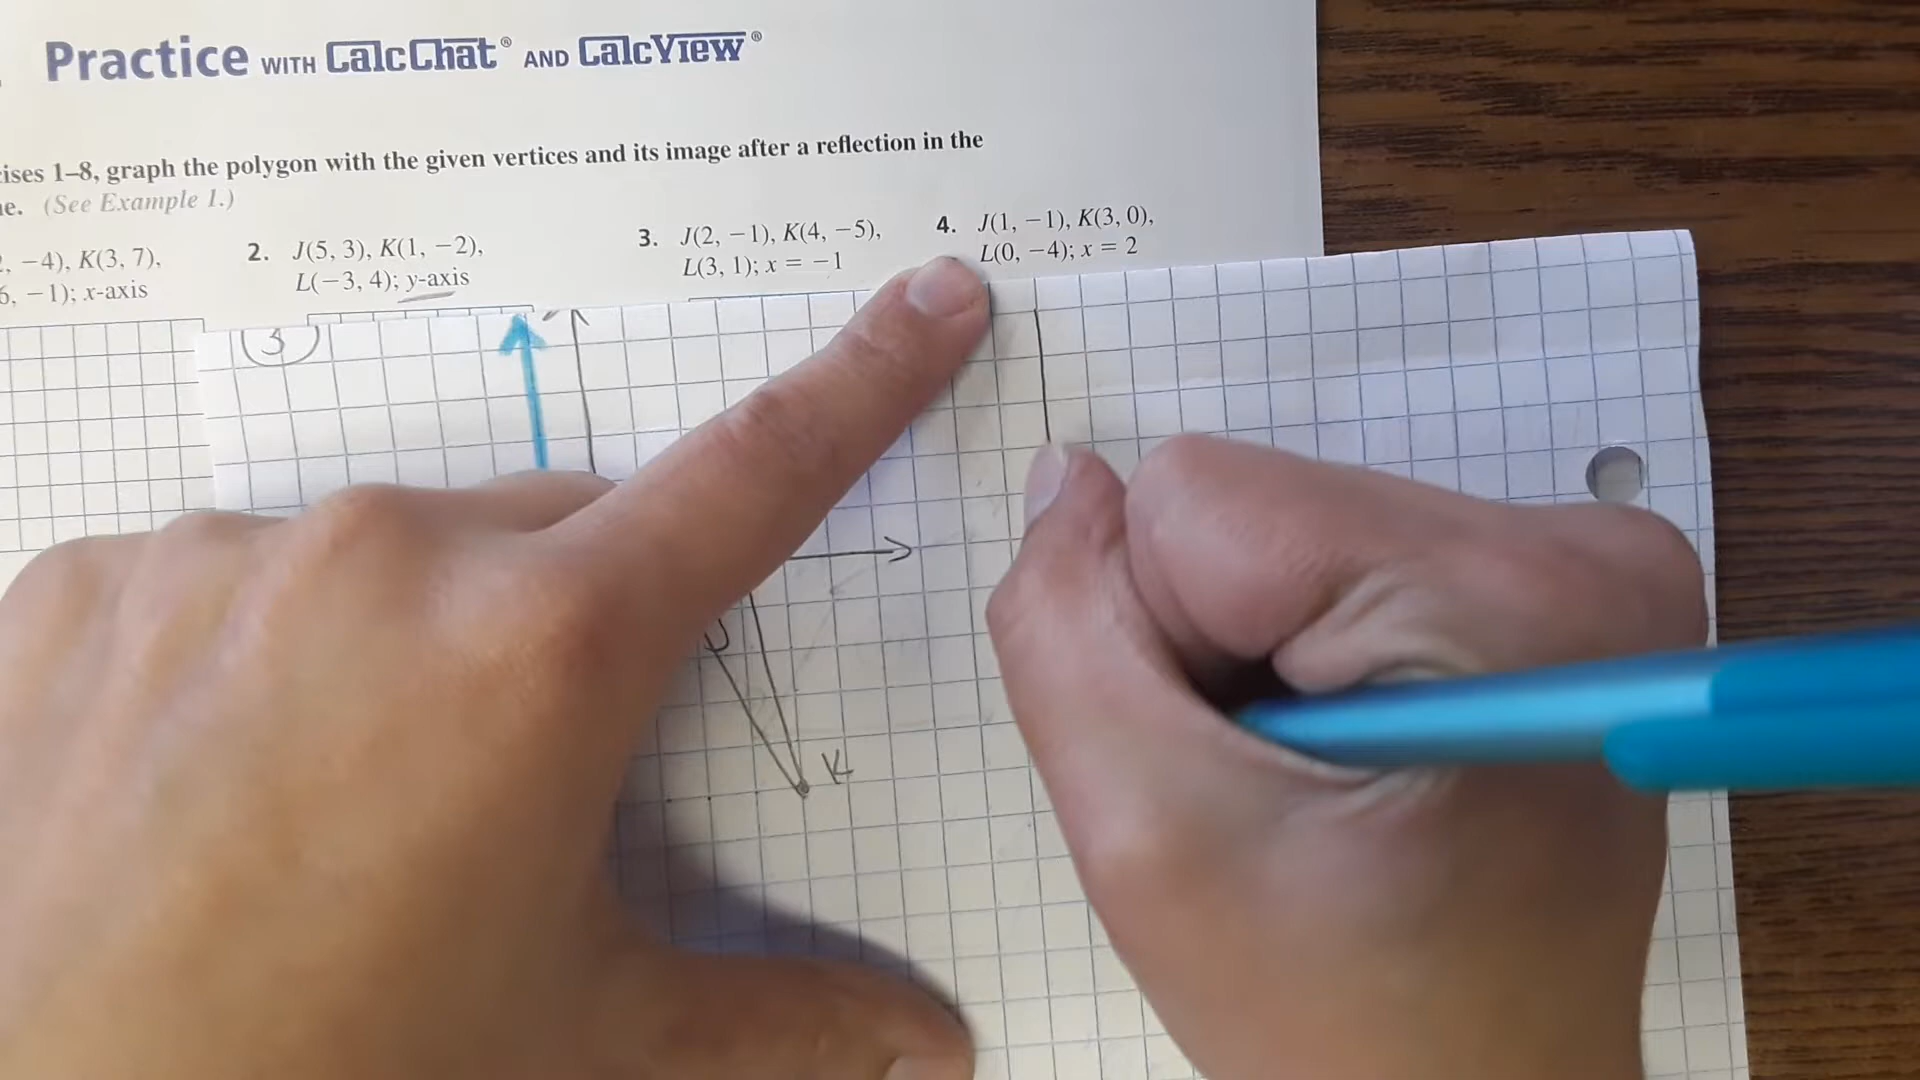 Practice WITH CalcChat® AND CalcVIEW®
ises 1–8, graph the polygon with the given vertices and its image after a reflection in the
e. (See Example 1.)
, −4), K(3, 7),
6, −1); x-axis
2. J(5, 3), K(1, −2),
L(−3, 4); y-axis
3. J(2, −1), K(4, −5),
L(3, 1); x = −1
4. J(1, −1), K(3, 0),
L(0, −4); x = 2
3
J
K